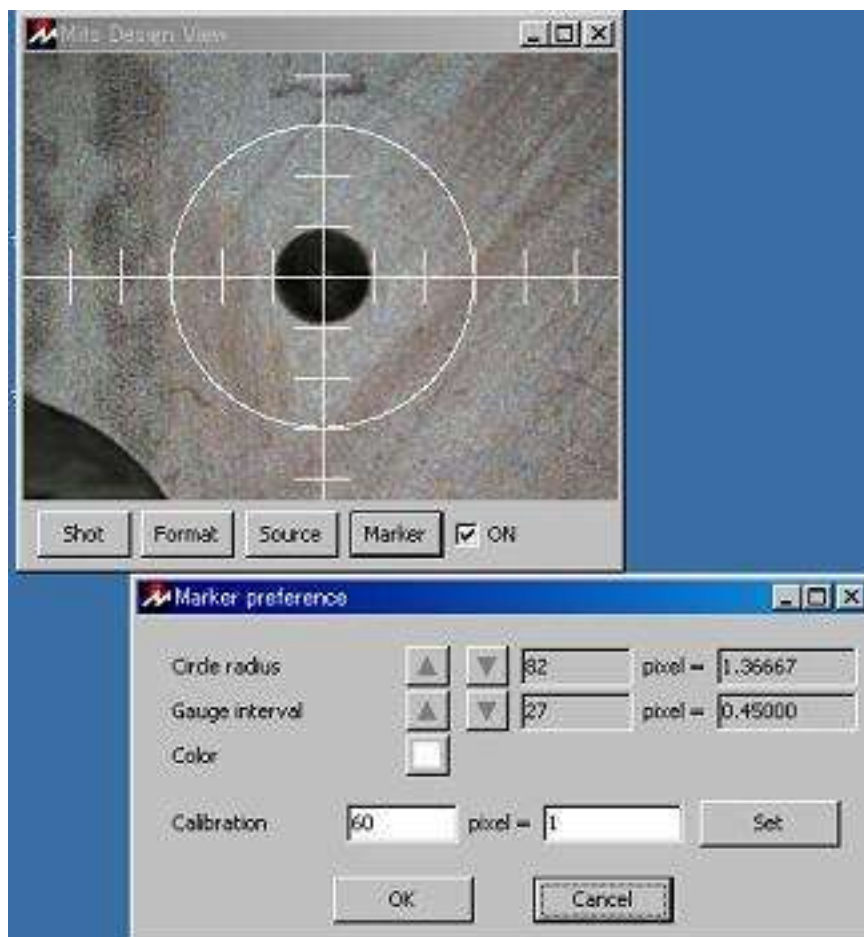 Mits Design View
Shot Format Source Marker ON
Marker preference
Circle radius 82 pixel = 1.36667
Gauge interval 27 pixel = 0.45000
Color
Calibration 60 pixel = 1 Set
OK Cancel